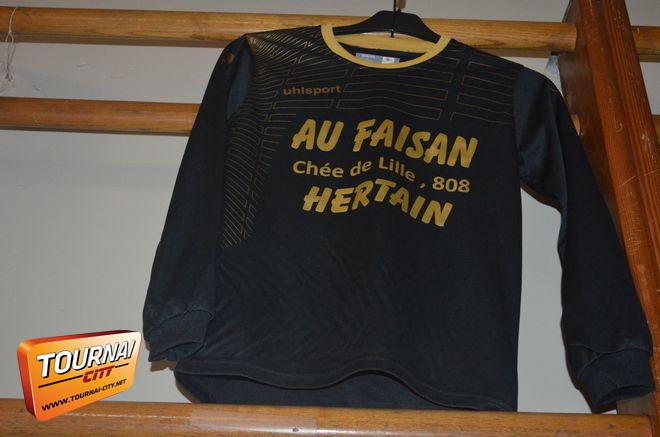 uhlsport
AU FAISAN
Chée de Lille , 808
HERTAIN
TOURNAI
CITY
WWW.TOURNAI-CITY.NET